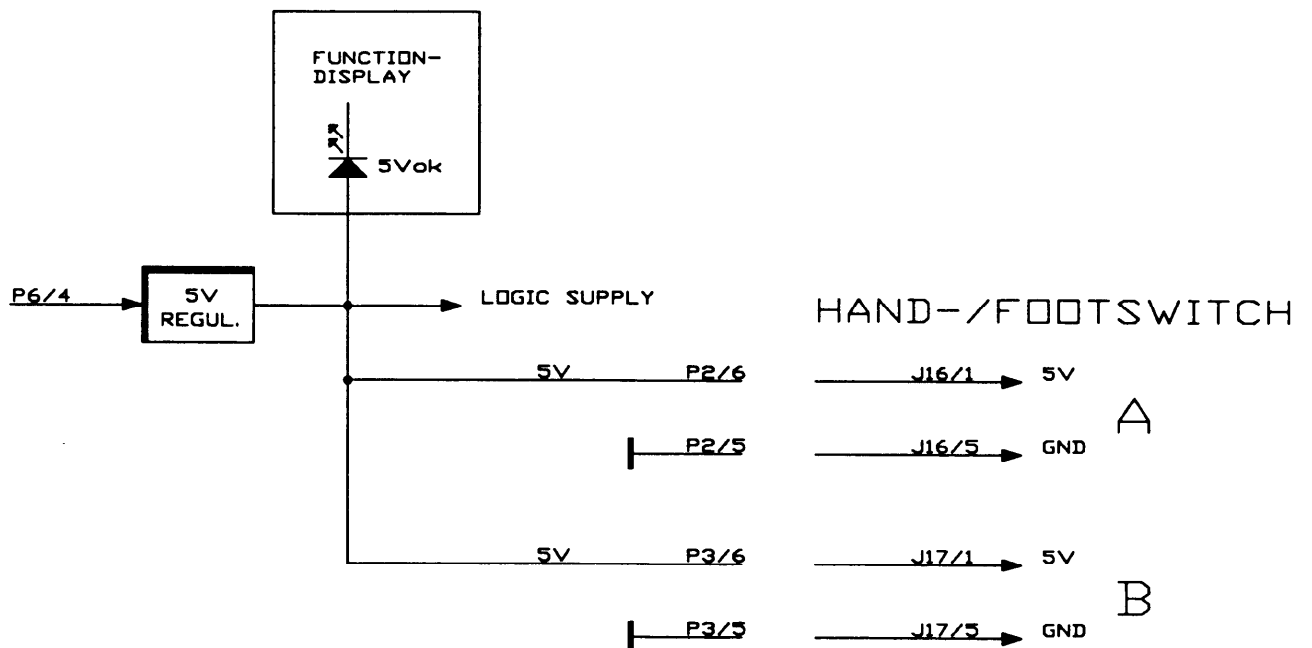 FUNCTION-
DISPLAY
5Vok
P6/4
5V
REGUL.
LOGIC SUPPLY
HAND-/FOOTSWITCH
5V P2/6 J16/1 5V
A
P2/5 J16/5 GND
5V P3/6 J17/1 5V
B
P3/5 J17/5 GND